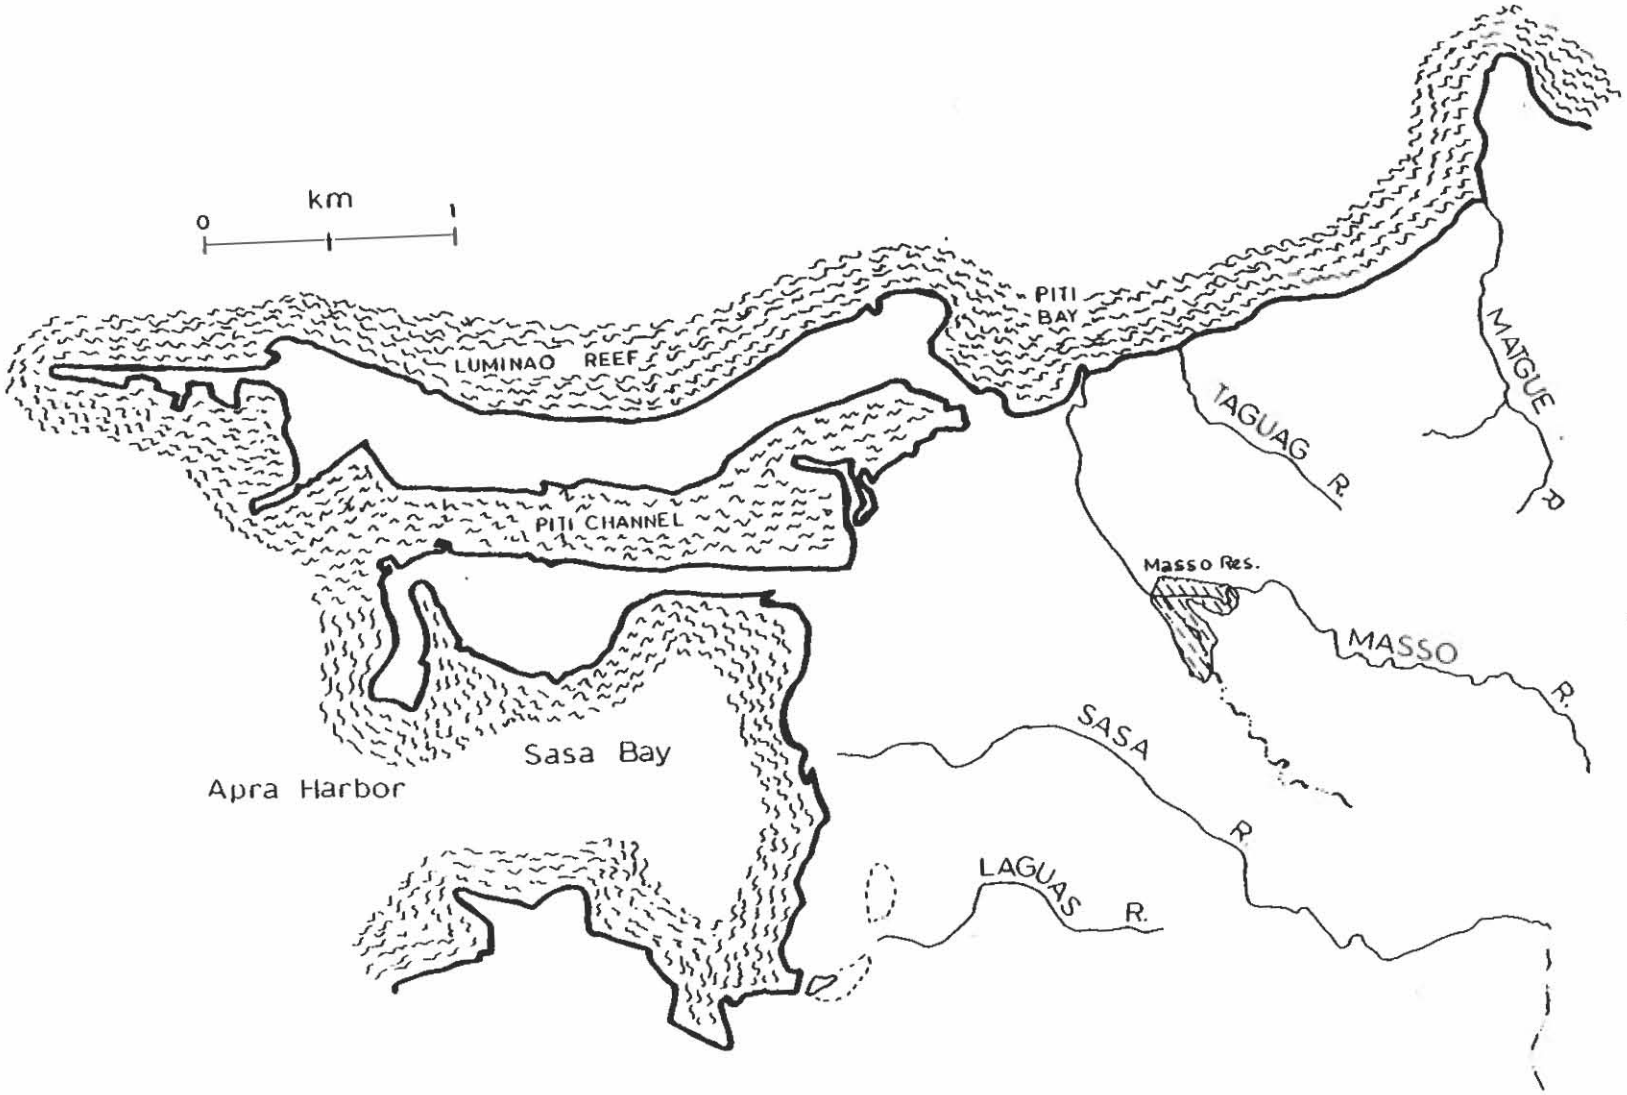 km
0 1
PITI
BAY
LUMINAO REEF
MATGUE
R
TAGUAG R.
PITI CHANNEL
Masso Res.
MASSO R.
SASA R.
Sasa Bay
Apra Harbor
LAGUAS R.